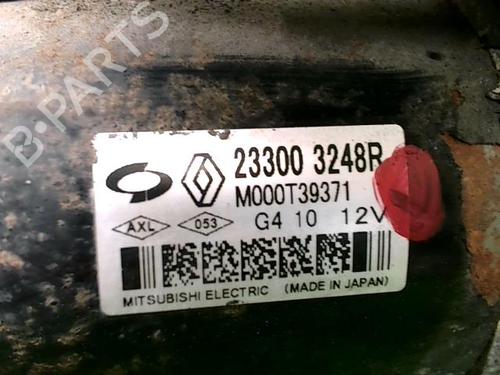 B·PARTS
23300 3248R
M000T39371
AXL 053 G4 10 12V
MITSUBISHI ELECTRIC (MADE IN JAPAN)